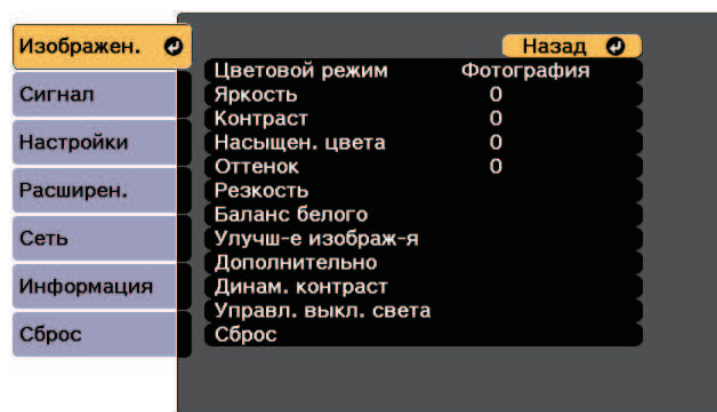 Изображен.
Сигнал
Настройки
Расширен.
Сеть
Информация
Сброс
Назад
Цветовой режим Фотография
Яркость 0
Контраст 0
Насыщен. цвета 0
Оттенок 0
Резкость
Баланс белого
Улучш-е изображ-я
Дополнительно
Динам. контраст
Управл. выкл. света
Сброс